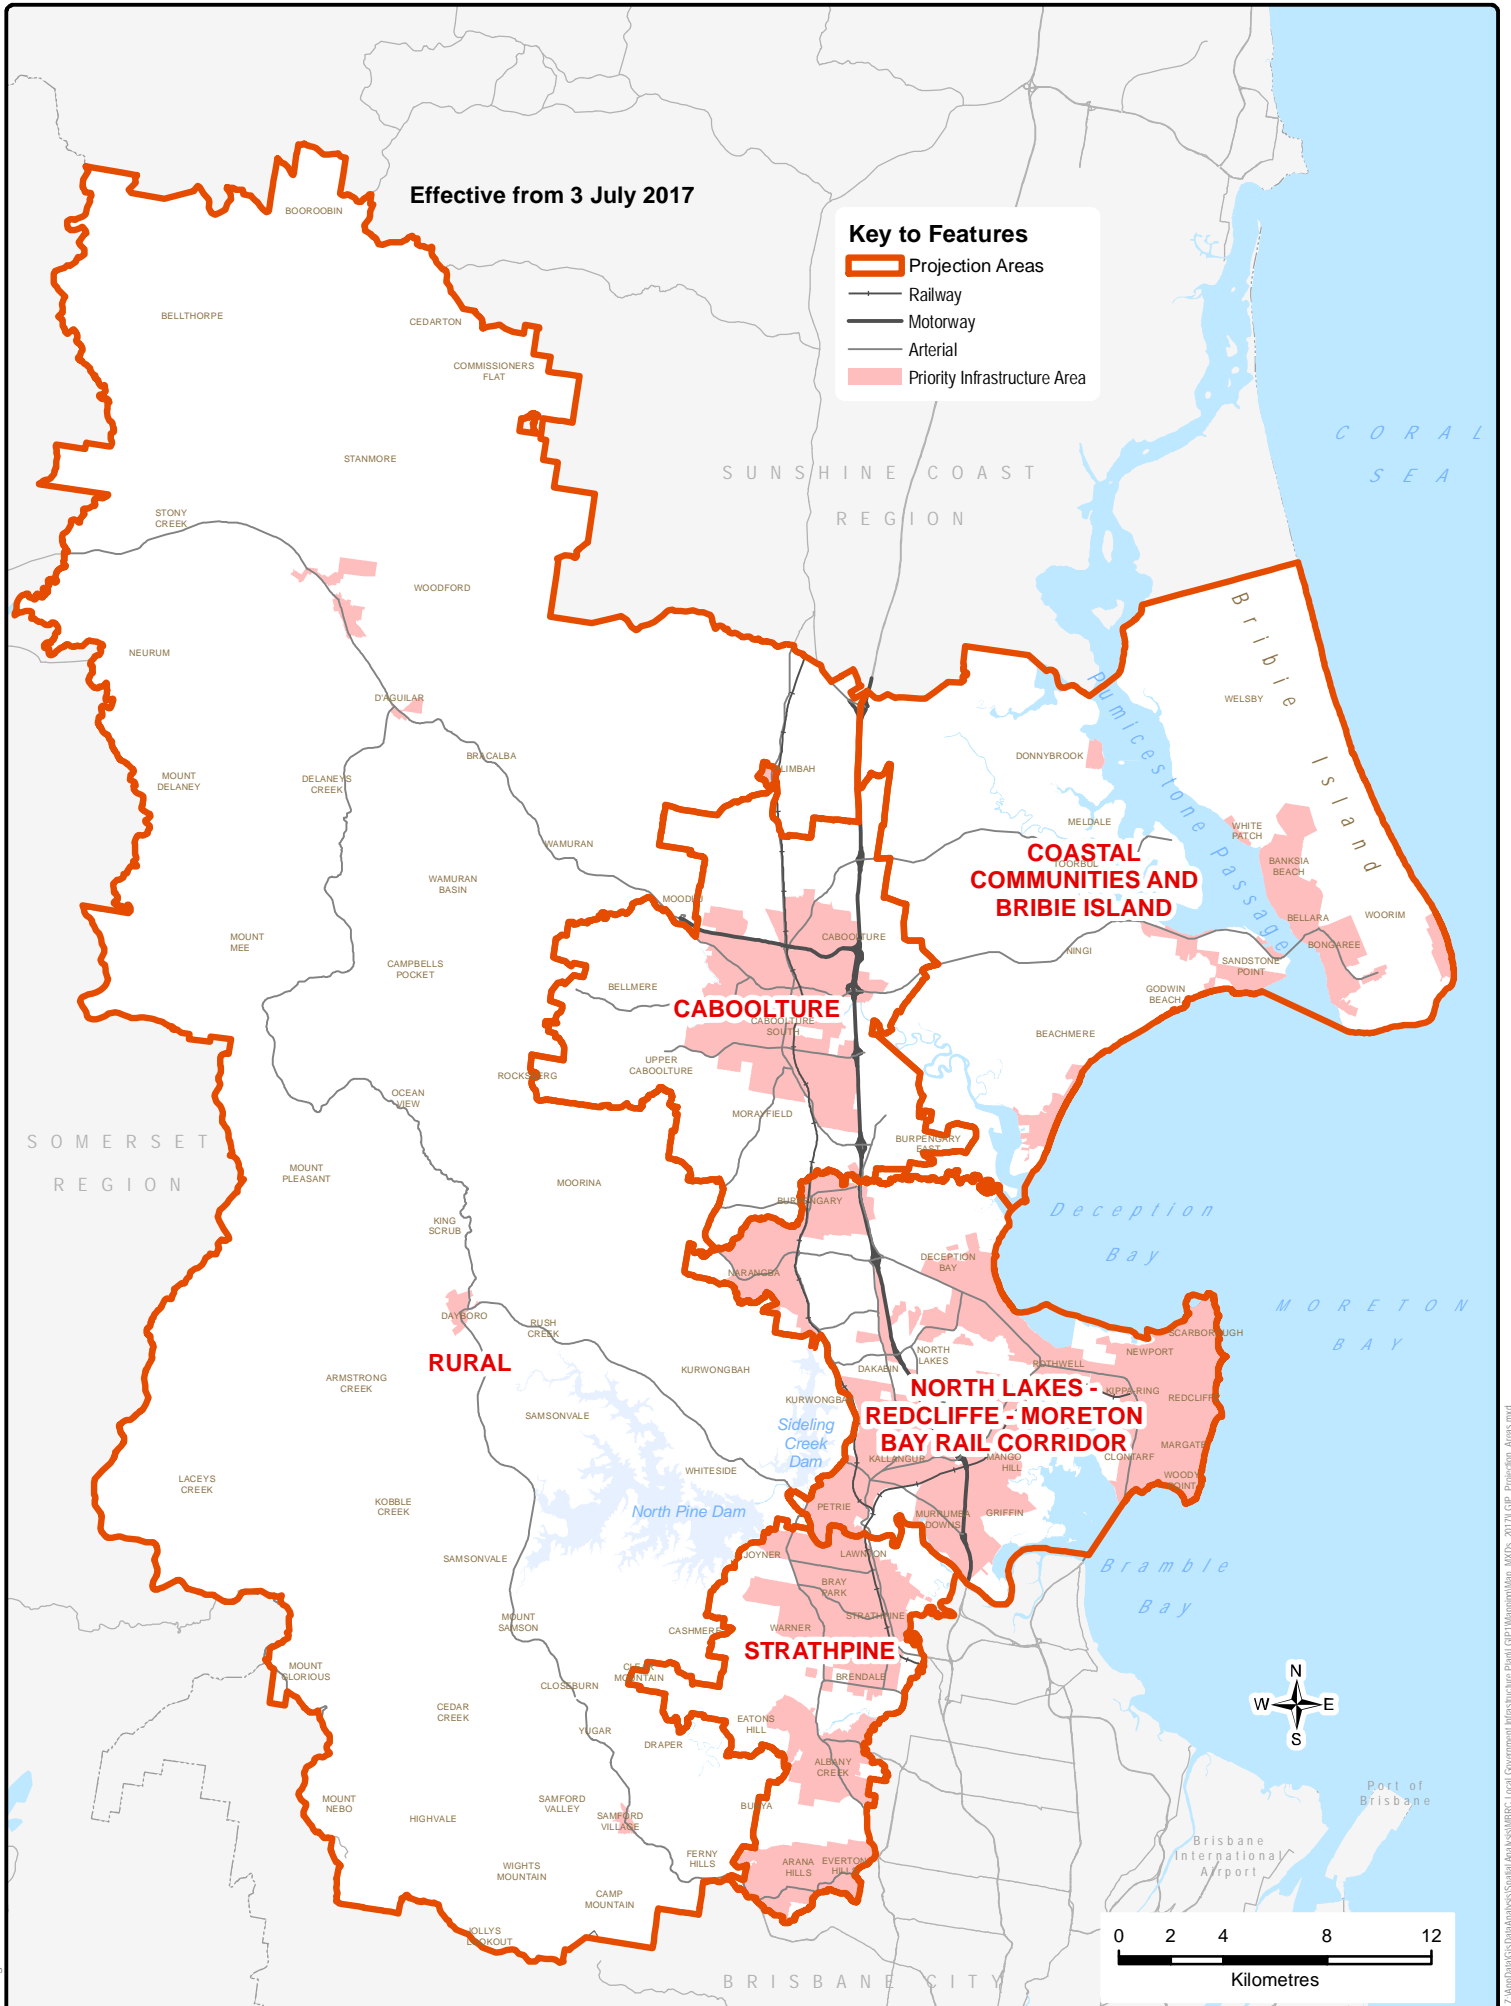 Effective from 3 July 2017
Key to Features
Projection Areas
Railway
Motorway
Arterial
Priority Infrastructure Area
BOOROOBIN
BELLTHORPE
CEDARTON
COMMISSIONERS
FLAT
STANMORE
STONY
CREEK
SUNSHINE COAST
REGION
CORAL
SEA
WOODFORD
NEURUM
D'AGUILAR
BRACALBA
MOUNT
DELANEY
DELANEYS
CREEK
Bribie Island
WELSBY
Pumicestone Passage
DONNYBROOK
MELDALE
WHITE
PATCH
BANKSIA
BEACH
TOORBUL
COASTAL
COMMUNITIES AND
BRIBIE ISLAND
WAMURAN
WAMURAN
BASIN
MOUNT
MEE
CAMPBELLS
POCKET
CABOOLTURE
BELLARA
WOORIM
BONGAREE
NINGI
SANDSTONE
POINT
GODWIN
BEACH
BEACHMERE
BELLMERE
CABOOLTURE
CABOOLTURE
SOUTH
UPPER
CABOOLTURE
OCEAN
VIEW
MORAYFIELD
BURPENGARY
EAST
SOMERSET
REGION
MOUNT
PLEASANT
MOORINA
KING
SCRUB
NARANGBA
DECEPTION
BAY
Deception
Bay
MORETON
BAY
DAYBORO
RUSH
CREEK
RURAL
ARMSTRONG
CREEK
KURWONGBAH
SAMSONVALE
Sideling
Creek
Dam
DAKABIN
NORTH
LAKES
ROTHWELL
NEWPORT
SCARBOROUGH
KIPPA-RING
NORTH LAKES -
REDCLIFFE - MORETON
BAY RAIL CORRIDOR
KALLANGUR
MANGO
HILL
CLONTARF
LACEYS
CREEK
KOBBLE
CREEK
WHITESIDE
North Pine Dam
PETRIE
MURRUMBA
DOWNS
GRIFFIN
SAMSONVALE
JOYNER
LAWNTON
BRAY
PARK
STRATHPINE
Bramble
Bay
MOUNT
SAMSON
CASHMERE
WARNER
STRATHPINE
BRENDALE
MOUNT
GLORIOUS
CLOSEBURN
CEDAR
CREEK
YUGAR
DRAPER
EATONS
HILL
ALBANY
CREEK
N
W E
S
MOUNT
NEBO
HIGHVALE
SAMFORD
VALLEY
SAMFORD
VILLAGE
FERNY
HILLS
ARANA
HILLS
WIGHTS
MOUNTAIN
CAMP
MOUNTAIN
Port of
Brisbane
Brisbane
International
Airport
BRISBANE CITY
0 2 4 8 12
Kilometres